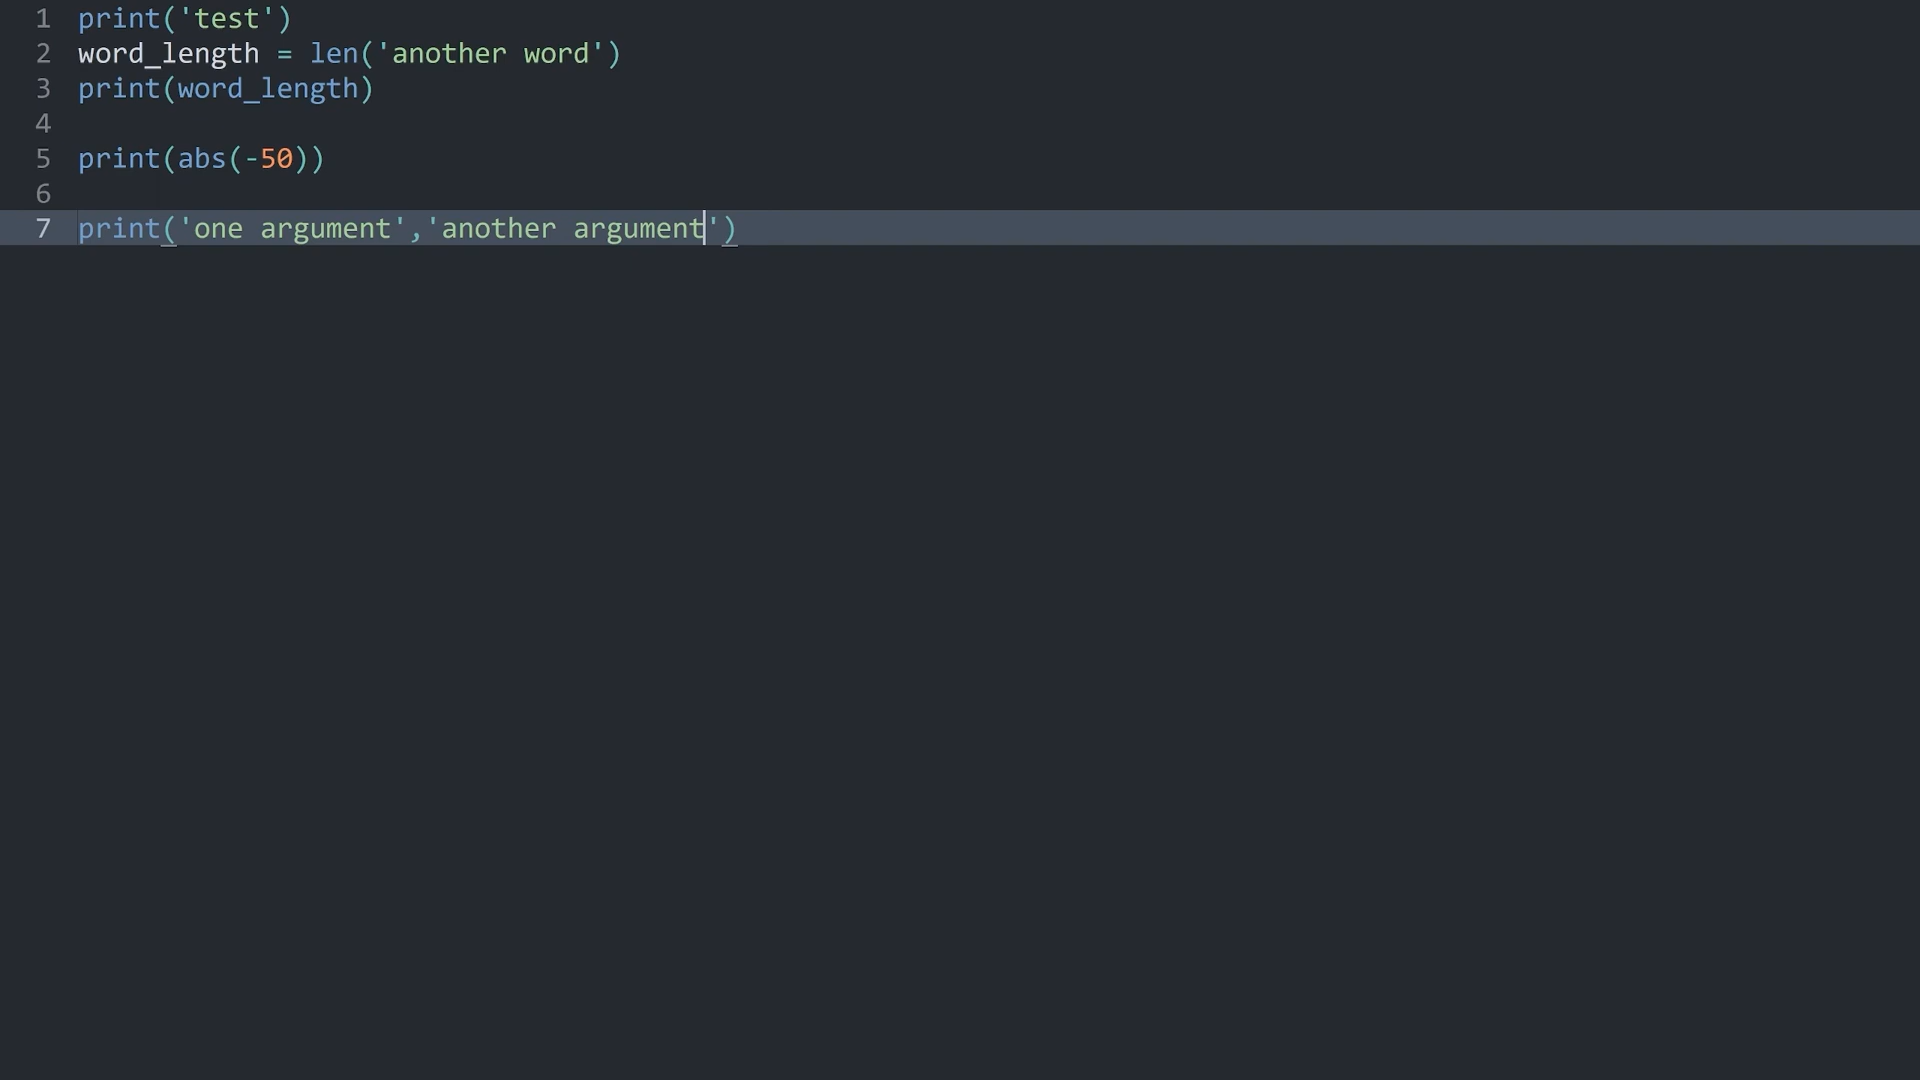 1 print('test')
2 word_length = len('another word')
3 print(word_length)
4
5 print(abs(-50))
6
7 print('one argument','another argument')